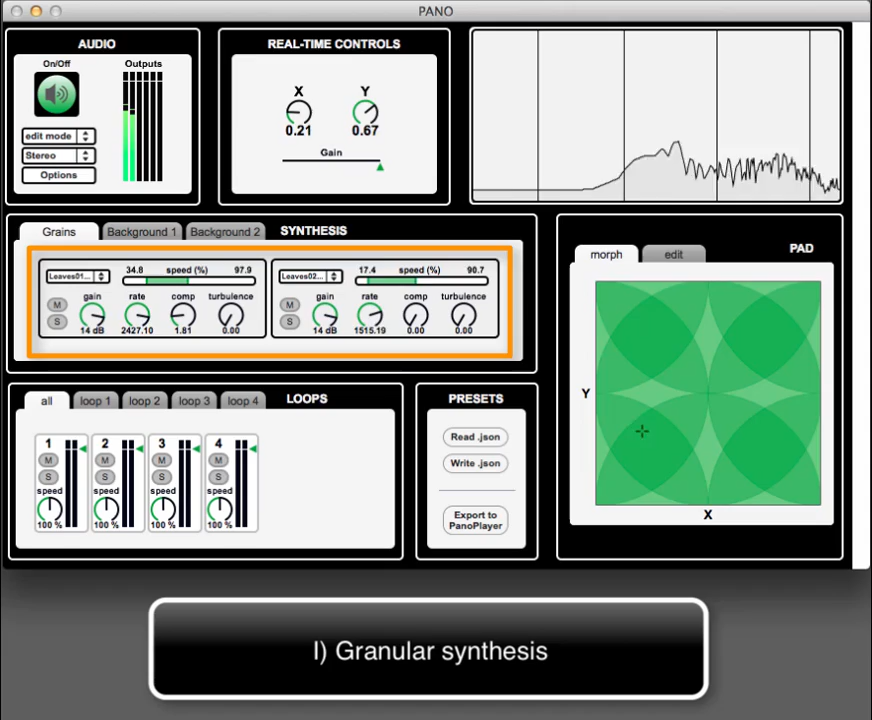 PANO
AUDIO
On/Off
Outputs
edit mode
Stereo
Options
REAL-TIME CONTROLS
X
Y
0.21
0.67
Gain
Grains
Background 1
Background 2
SYNTHESIS
Leaves01...
34.8
speed (%)
97.9
M
S
gain
rate
comp
turbulence
14 dB
2427.10
1.81
0.00
Leaves02...
17.4
speed (%)
90.7
M
S
gain
rate
comp
turbulence
14 dB
1515.19
0.00
0.00
all
loop 1
loop 2
loop 3
loop 4
LOOPS
1
2
3
4
M
M
M
M
S
S
S
S
speed
speed
speed
speed
100 %
100 %
100 %
100 %
PRESETS
Read .json
Write .json
Export to
PanoPlayer
morph
edit
PAD
Y
X
I) Granular synthesis